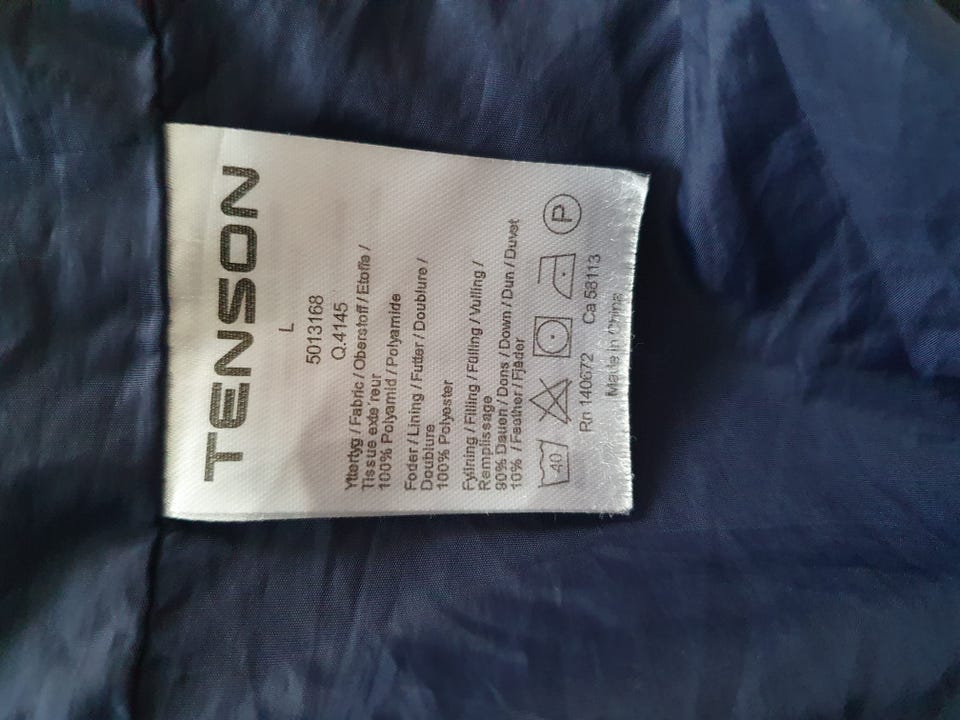 TENSON
L
5013168
Q.4145
Yttertyg / Fabric / Oberstoff / Etoffe /
Tissue exte´reur
100% Polyamid / Polyamide
Foder / Lining / Futter / Doublure /
Doublure
100% Polyester
Fyllning / Filling / Füllung / Vulling /
Remplissage
90% Daunen / Dons / Down / Dun / Duvet
10% / Feather / Fjäder
40 P
Rn 140672 Ca 58113
Made in China